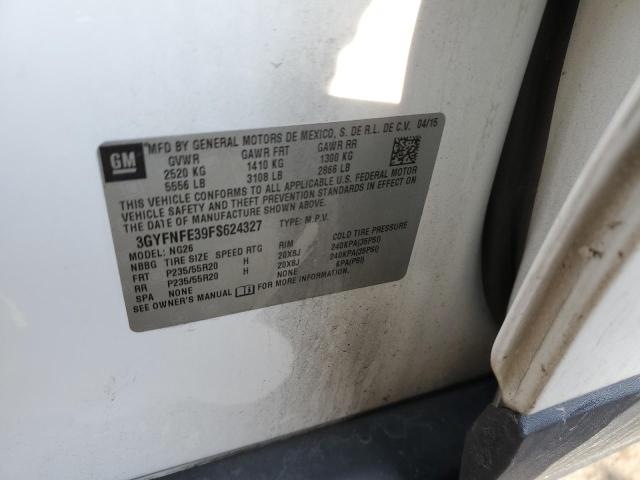 GM
MFD BY GENERAL MOTORS DE MEXICO, S. DE R.L. DE C.V. 04/15
GVWR GAWR FRT GAWR RR
2520 KG 1410 KG 1300 KG
5556 LB 3108 LB 2866 LB
THIS VEHICLE CONFORMS TO ALL APPLICABLE U.S. FEDERAL MOTOR
VEHICLE SAFETY AND THEFT PREVENTION STANDARDS IN EFFECT ON
THE DATE OF MANUFACTURE SHOWN ABOVE.
3GYFNFE39FS624327 TYPE: M.P.V.
MODEL: NG26
NBBG TIRE SIZE SPEED RTG RIM COLD TIRE PRESSURE
FRT P235/55R20 H 20X8J 240KPA(35PSI)
RR P235/55R20 H 20X8J 240KPA(35PSI)
SPA NONE NONE KPA(PSI)
SEE OWNER'S MANUAL FOR MORE INFORMATION.